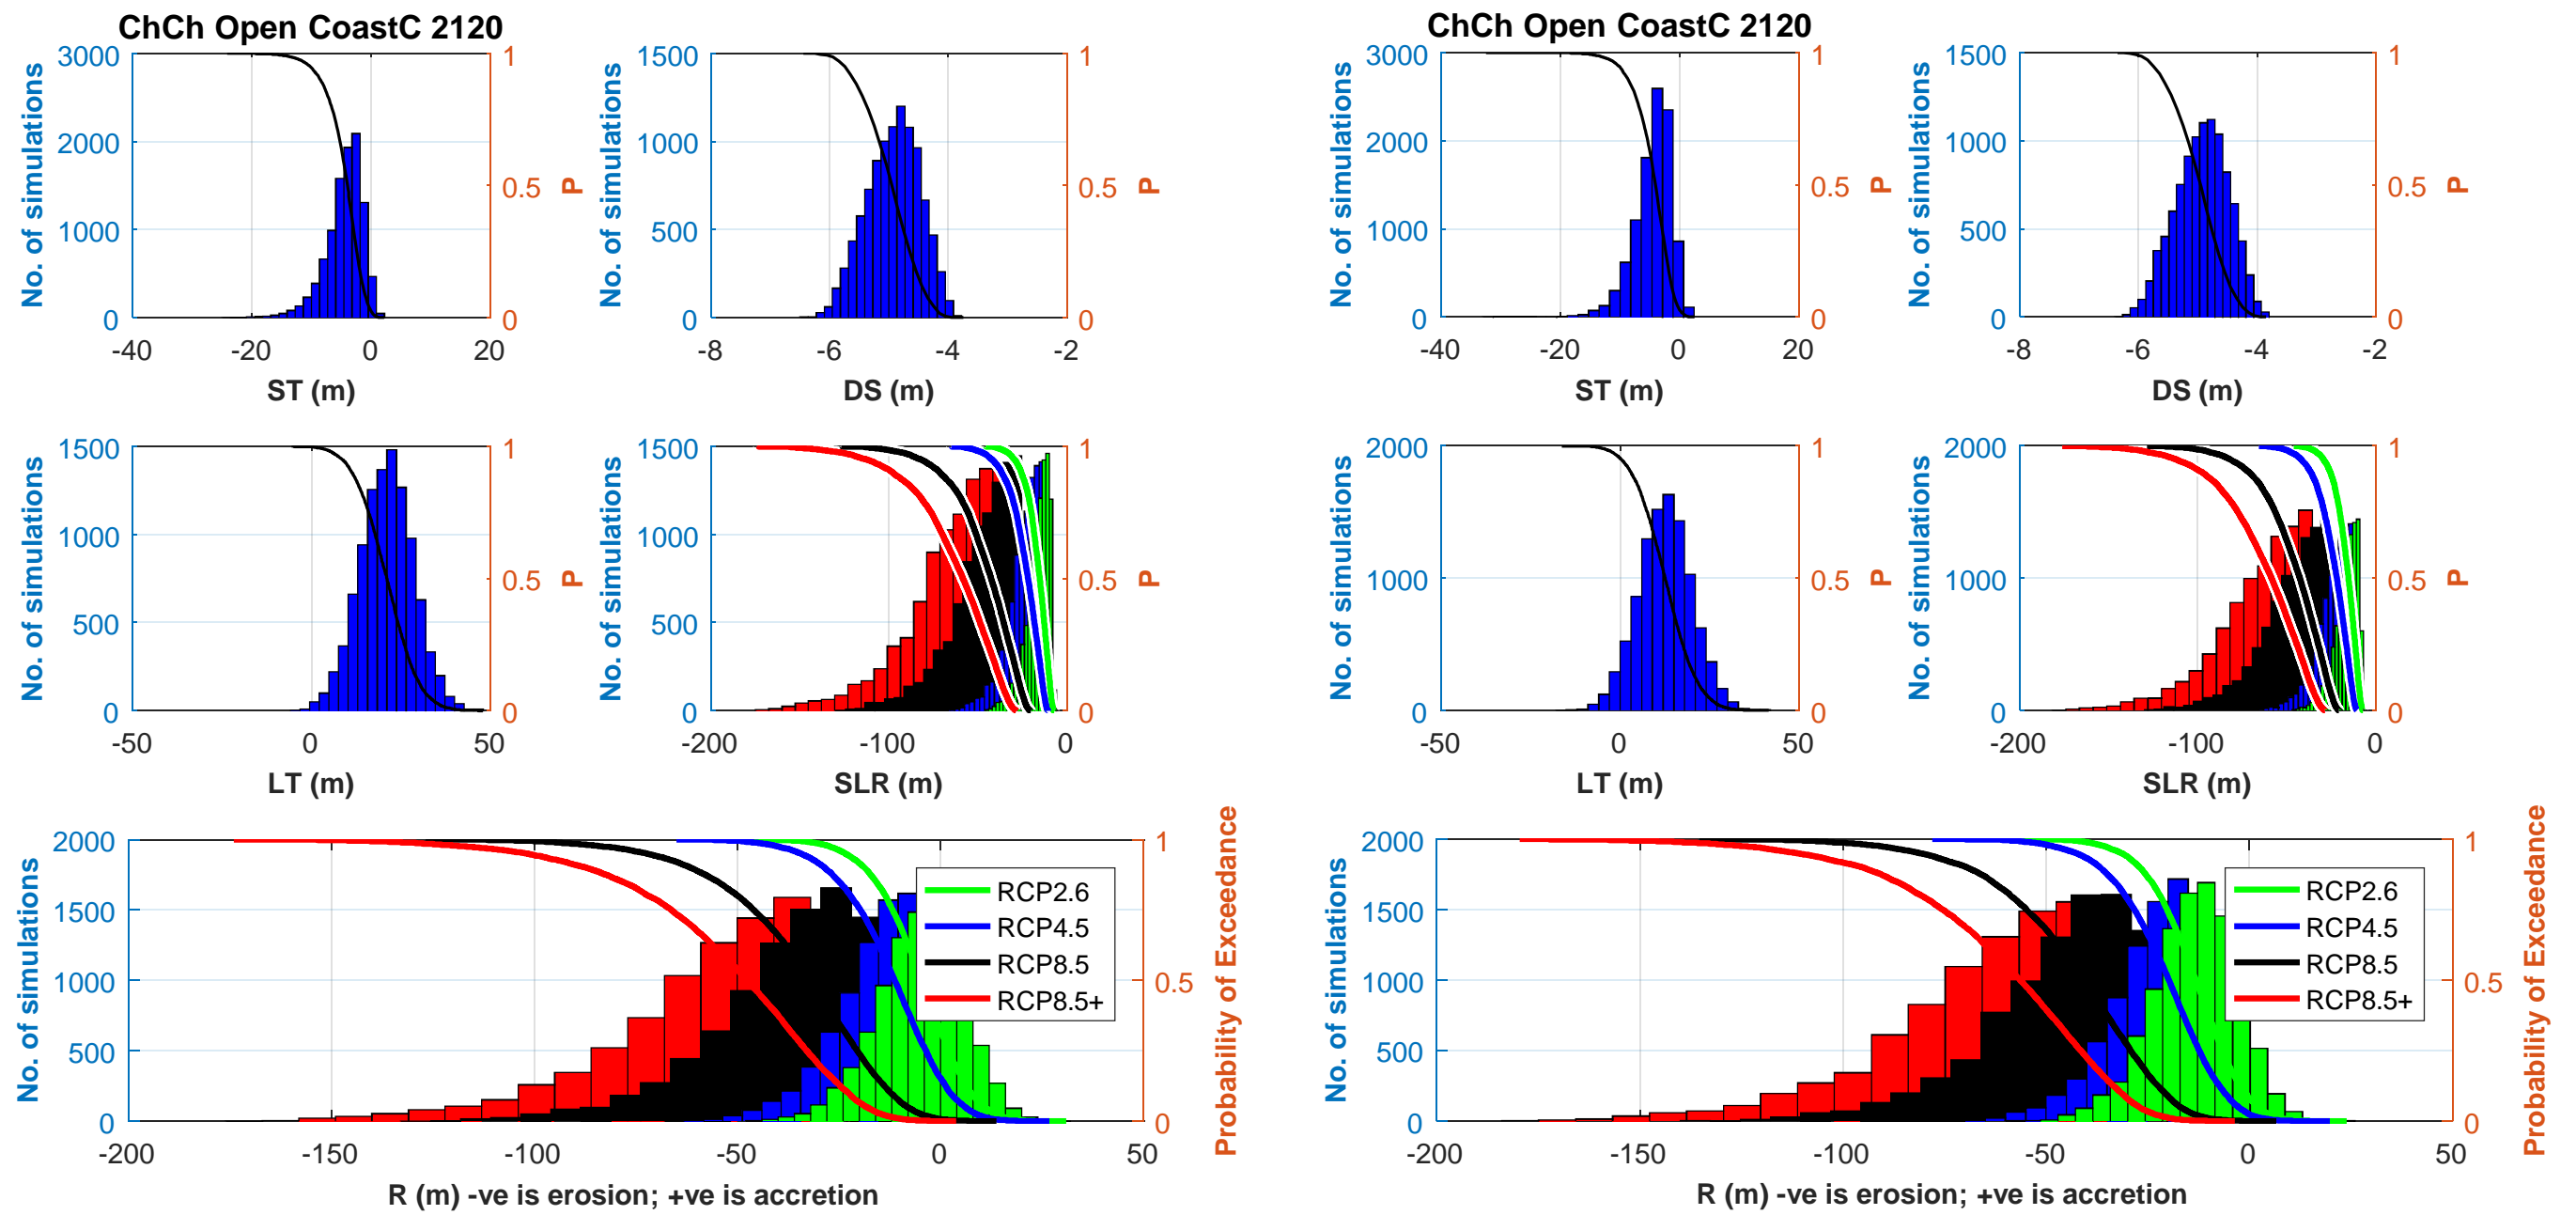 ChCh Open CoastC 2120
No. of simulations
3000
2000
1000
0
-40 -20 0 20
ST (m)
1
0.5
0
P
No. of simulations
1500
1000
500
0
-8 -6 -4 -2
DS (m)
1
0.5
0
P
No. of simulations
1500
1000
500
0
-50 0 50
LT (m)
1
0.5
0
P
No. of simulations
1500
1000
500
0
-200 -100 0
SLR (m)
1
0.5
0
P
No. of simulations
2000
1500
1000
500
0
-200 -150 -100 -50 0 50
R (m) -ve is erosion; +ve is accretion
1
0.5
0
Probability of Exceedance
RCP2.6
RCP4.5
RCP8.5
RCP8.5+
ChCh Open CoastC 2120
No. of simulations
3000
2000
1000
0
-40 -20 0 20
ST (m)
1
0.5
0
P
No. of simulations
1500
1000
500
0
-8 -6 -4 -2
DS (m)
1
0.5
0
P
No. of simulations
2000
1000
0
-50 0 50
LT (m)
1
0.5
0
P
No. of simulations
2000
1000
0
-200 -100 0
SLR (m)
1
0.5
0
P
No. of simulations
2000
1500
1000
500
0
-200 -150 -100 -50 0 50
R (m) -ve is erosion; +ve is accretion
1
0.5
0
Probability of Exceedance
RCP2.6
RCP4.5
RCP8.5
RCP8.5+